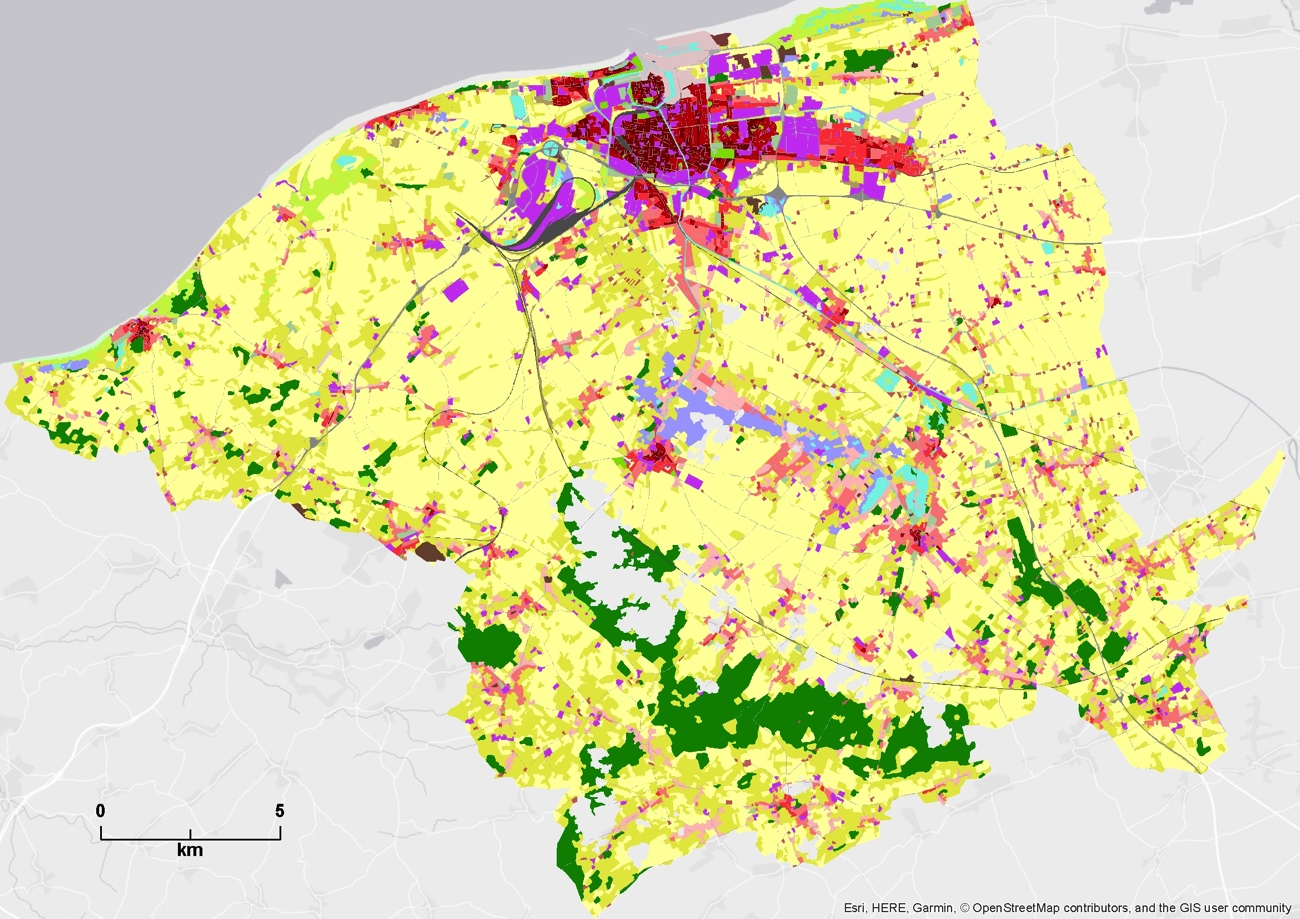 0 5
km
Esri, HERE, Garmin, © OpenStreetMap contributors, and the GIS user community